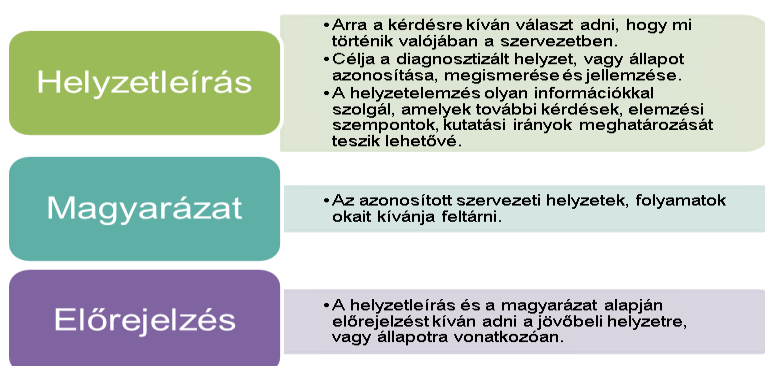 Helyzetleírás
•Arra a kérdésre kíván választ adni, hogy mi
történik valójában a szervezetben.
•Célja a diagnosztizált helyzet, vagy állapot
azonosítása, megismerése és jellemzése.
•A helyzetelemzés olyan információkkal
szolgál, amelyek további kérdések, elemzési
szempontok, kutatási irányok meghatározását
teszik lehetővé.
Magyarázat
•Az azonosított szervezeti helyzetek, folyamatok
okait kívánja feltárni.
Előrejelzés
•A helyzetleírás és a magyarázat alapján
előrejelzést kíván adni a jövőbeli helyzetre,
vagy állapotra vonatkozóan.